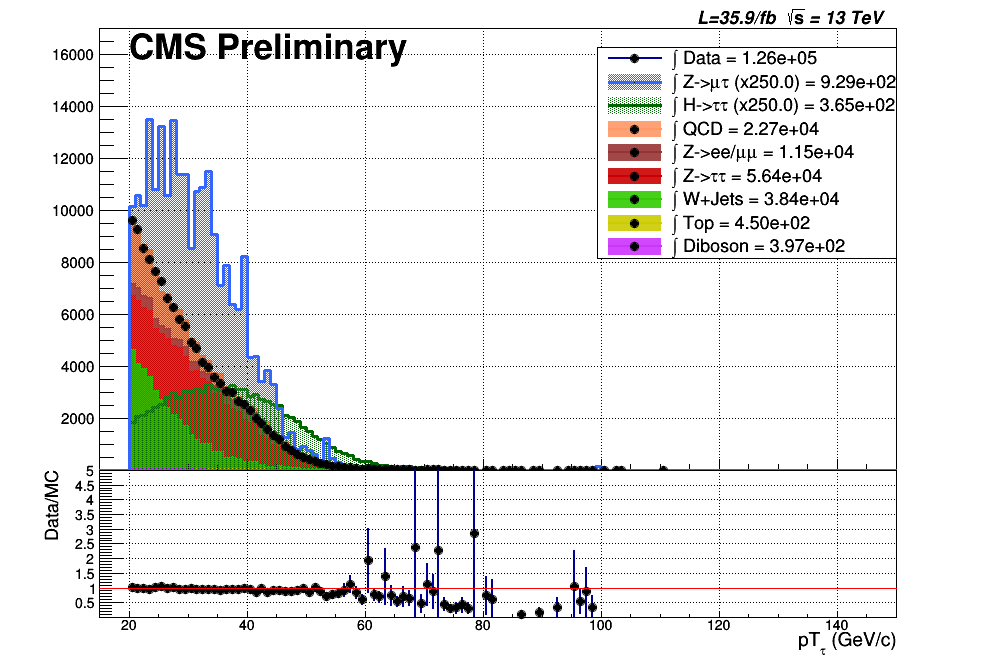 L=35.9/fb √s = 13 TeV
CMS Preliminary
∫ Data = 1.26e+05
∫ Z->μτ (x250.0) = 9.29e+02
∫ H->ττ (x250.0) = 3.65e+02
∫ QCD = 2.27e+04
∫ Z->ee/μμ = 1.15e+04
∫ Z->ττ = 5.64e+04
∫ W+Jets = 3.84e+04
∫ Top = 4.50e+02
∫ Diboson = 3.97e+02
16000
14000
12000
10000
8000
6000
4000
2000
5
4.5
4
3.5
3
2.5
2
1.5
1
0.5
Data/MC
20 40 60 80 100 120 140
pT_τ (GeV/c)